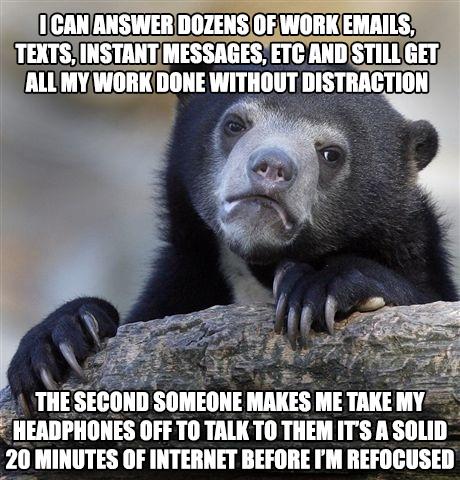 I CAN ANSWER DOZENS OF WORK EMAILS,
TEXTS, INSTANT MESSAGES, ETC AND STILL GET
ALL MY WORK DONE WITHOUT DISTRACTION
THE SECOND SOMEONE MAKES ME TAKE MY
HEADPHONES OFF TO TALK TO THEM IT'S A SOLID
20 MINUTES OF INTERNET BEFORE I'M REFOCUSED